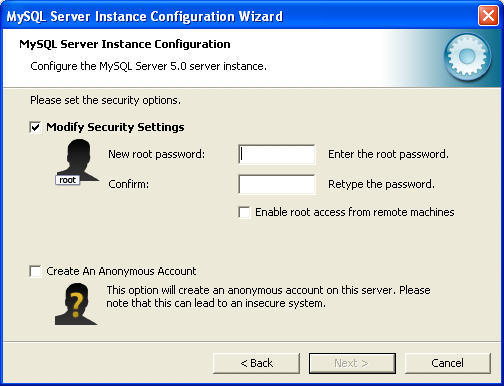 MySQL Server Instance Configuration Wizard
MySQL Server Instance Configuration
Configure the MySQL Server 5.0 server instance.
Please set the security options.
Modify Security Settings
New root password:
Enter the root password.
root
Confirm:
Retype the password.
Enable root access from remote machines
Create An Anonymous Account
?
This option will create an anonymous account on this server. Please
note that this can lead to an insecure system.
< Back
Next >
Cancel